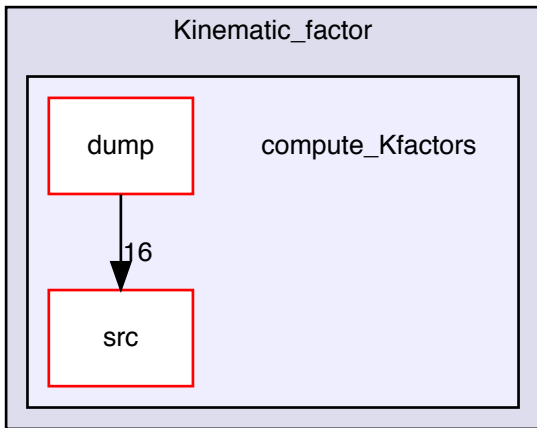 Kinematic_factor
dump
compute_Kfactors
16
src